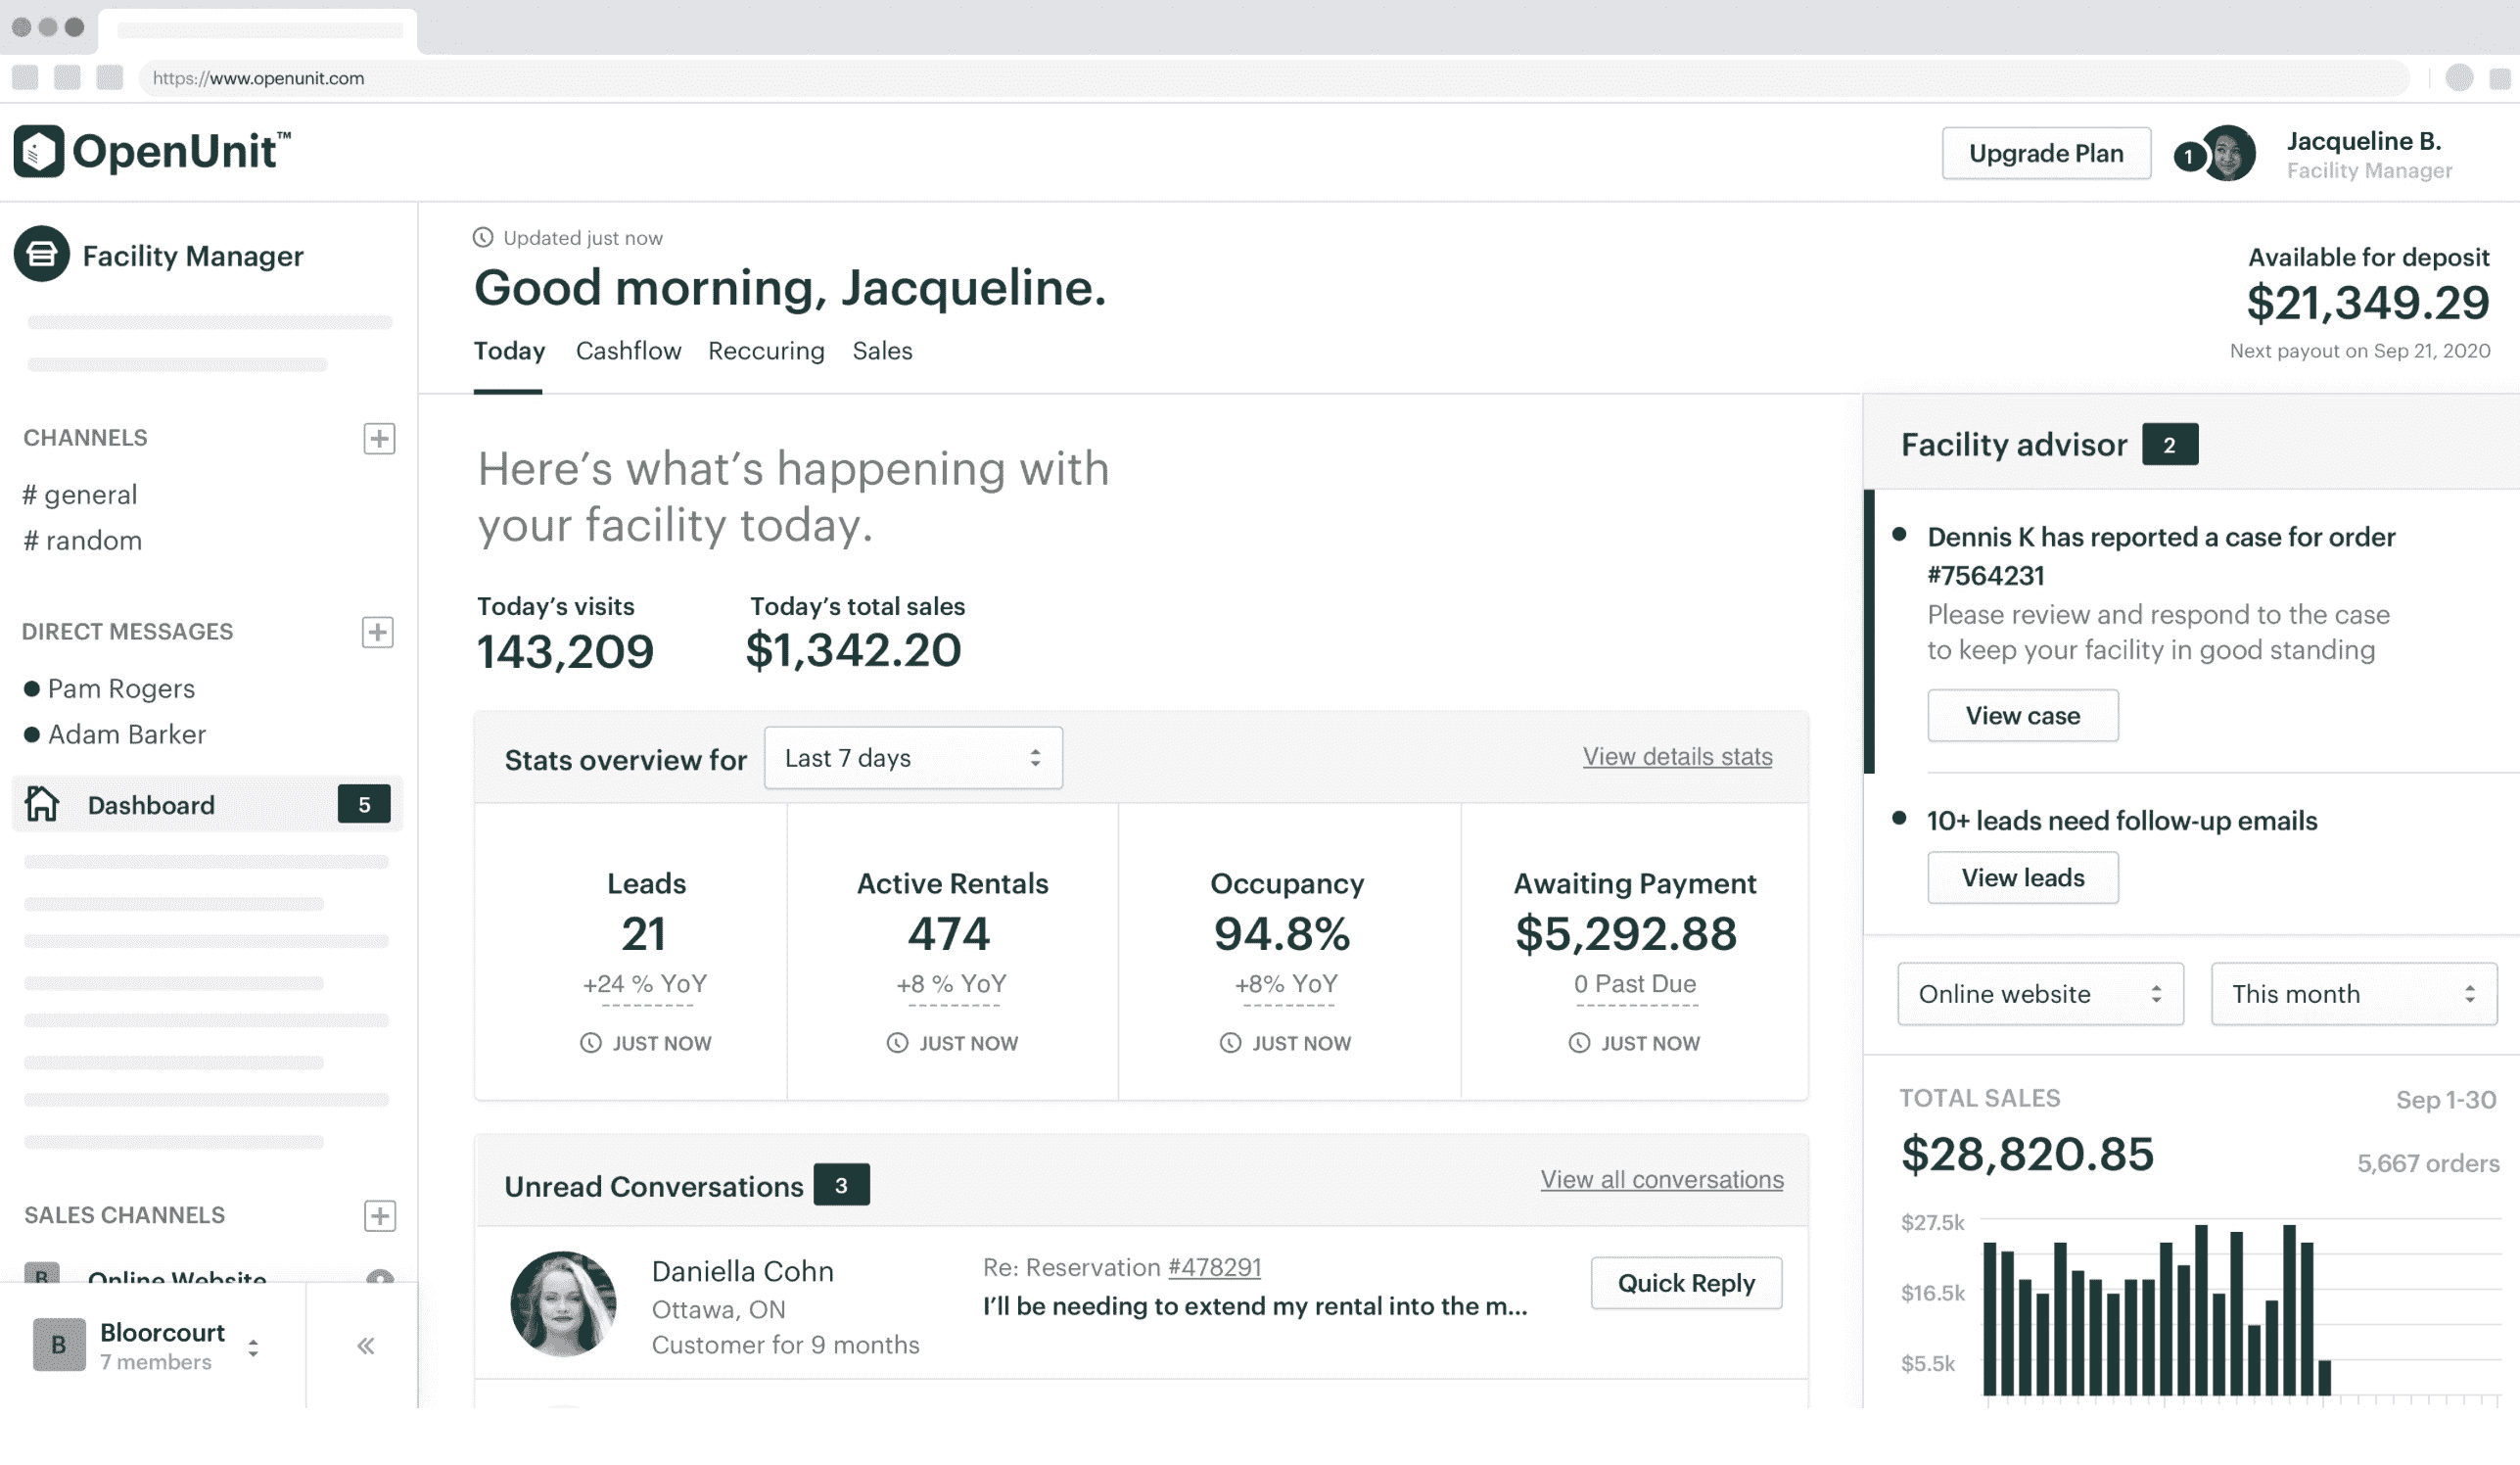 https://www.openunit.com
OpenUnit™
Upgrade Plan
1
Jacqueline B.
Facility Manager
Facility Manager
CHANNELS
# general
# random
DIRECT MESSAGES
Pam Rogers
Adam Barker
Dashboard 5
SALES CHANNELS
B Online Website
B
Bloorcourt
7 members
«
Updated just now
Good morning, Jacqueline.
Today Cashflow Reccuring Sales
Available for deposit
$21,349.29
Next payout on Sep 21, 2020
Here’s what’s happening with
your facility today.
Today’s visits
143,209
Today’s total sales
$1,342.20
Stats overview for Last 7 days View details stats
Leads
21
+24 % YoY
JUST NOW
Active Rentals
474
+8 % YoY
JUST NOW
Occupancy
94.8%
+8% YoY
JUST NOW
Awaiting Payment
$5,292.88
0 Past Due
JUST NOW
Unread Conversations 3 View all conversations
Daniella Cohn
Ottawa, ON
Customer for 9 months
Re: Reservation #478291
I’ll be needing to extend my rental into the m...
Quick Reply
Facility advisor 2
Dennis K has reported a case for order
#7564231
Please review and respond to the case
to keep your facility in good standing
View case
10+ leads need follow-up emails
View leads
Online website This month
TOTAL SALES Sep 1-30
$28,820.85 5,667 orders
$27.5k
$16.5k
$5.5k